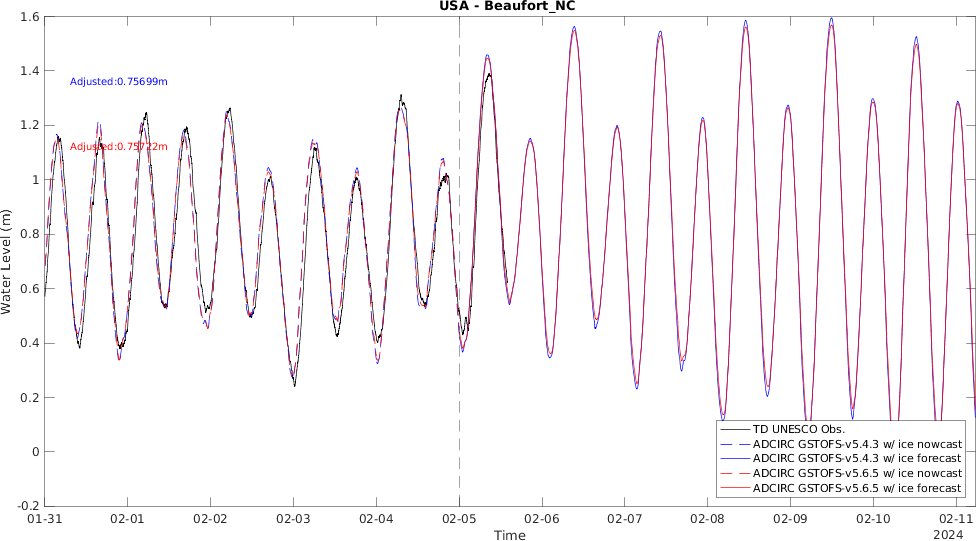 USA - Beaufort_NC
1.6
1.4
1.2
1
0.8
0.6
0.4
0.2
0
-0.2
Water Level (m)
Adjusted:0.75699m
Adjusted:0.75722m
TD UNESCO Obs.
ADCIRC GSTOFS-v5.4.3 w/ ice nowcast
ADCIRC GSTOFS-v5.4.3 w/ ice forecast
ADCIRC GSTOFS-v5.6.5 w/ ice nowcast
ADCIRC GSTOFS-v5.6.5 w/ ice forecast
01-31 02-01 02-02 02-03 02-04 02-05 02-06 02-07 02-08 02-09 02-10 02-11
Time
2024